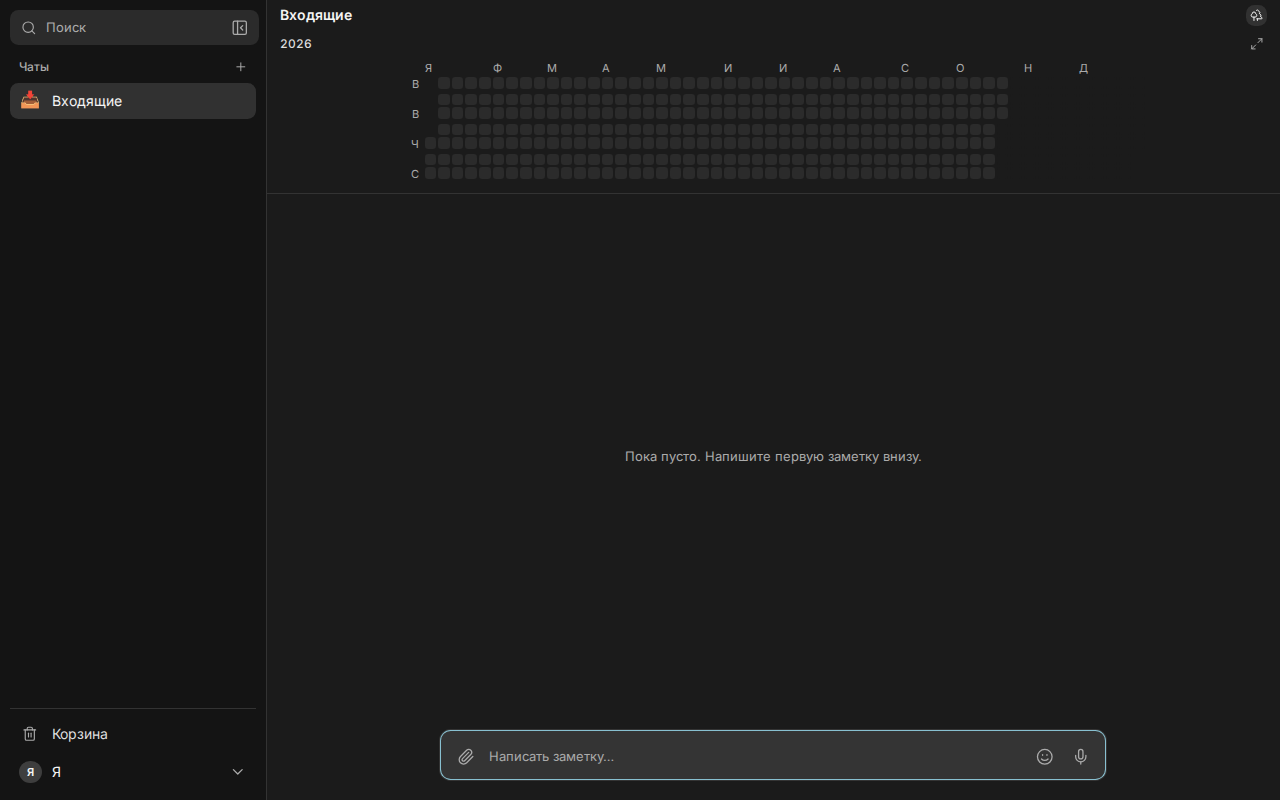 Поиск
Чаты
Входящие
Корзина
Я Я
Входящие
2026
Я Ф М А М И И А С О Н Д
В
В
Ч
С
Пока пусто. Напишите первую заметку внизу.
Написать заметку...